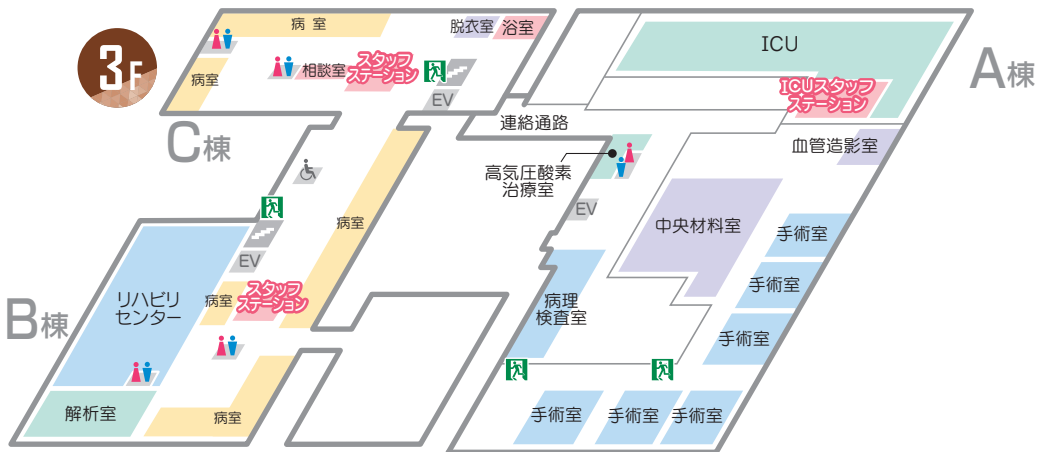 3F
病室
脱衣室
浴室
病室
相談室
スタッフ
ステーション
EV
C棟
ICU
ICUスタッフ
ステーション
A棟
連絡通路
血管造影室
高気圧酸素
治療室
EV
中央材料室
手術室
手術室
手術室
病理
検査室
手術室
手術室
手術室
病室
EV
病室
スタッフ
ステーション
リハビリ
センター
B棟
解析室
病室